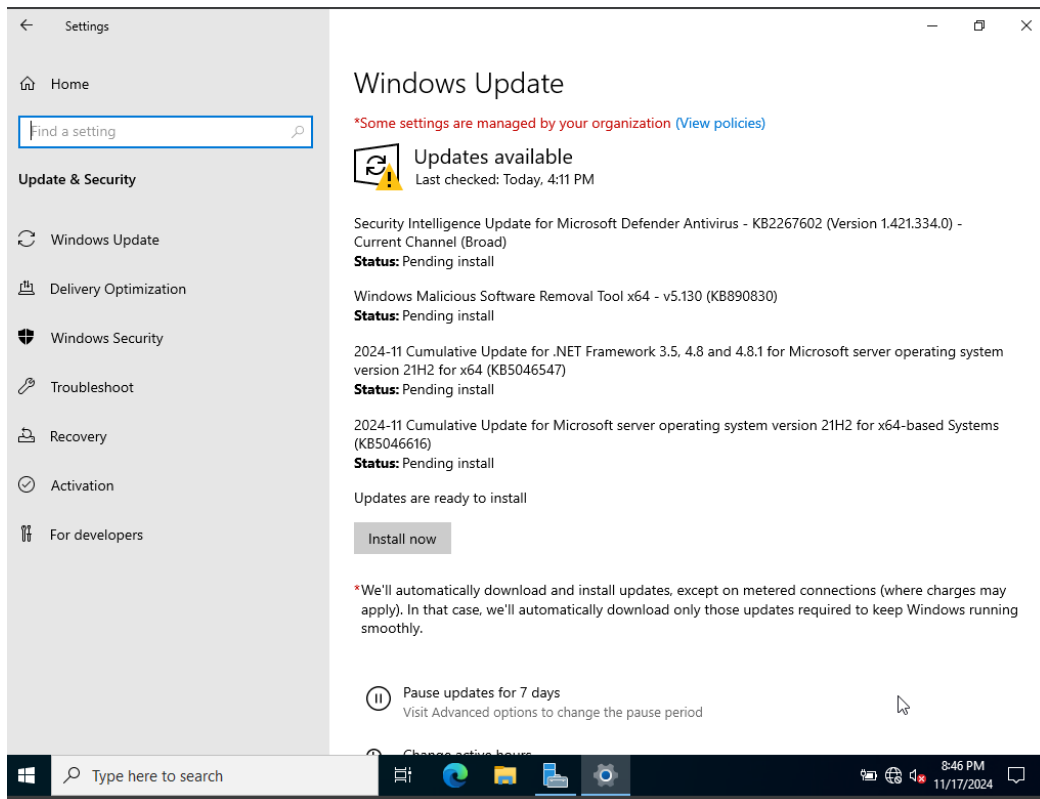 Settings
Home
Find a setting
Update & Security
Windows Update
Delivery Optimization
Windows Security
Troubleshoot
Recovery
Activation
For developers
Windows Update
*Some settings are managed by your organization (View policies)
Updates available
Last checked: Today, 4:11 PM
Security Intelligence Update for Microsoft Defender Antivirus - KB2267602 (Version 1.421.334.0) -
Current Channel (Broad)
Status: Pending install
Windows Malicious Software Removal Tool x64 - v5.130 (KB890830)
Status: Pending install
2024-11 Cumulative Update for .NET Framework 3.5, 4.8 and 4.8.1 for Microsoft server operating system
version 21H2 for x64 (KB5046547)
Status: Pending install
2024-11 Cumulative Update for Microsoft server operating system version 21H2 for x64-based Systems
(KB5046616)
Status: Pending install
Updates are ready to install
Install now
*We'll automatically download and install updates, except on metered connections (where charges may
apply). In that case, we'll automatically download only those updates required to keep Windows running
smoothly.
Pause updates for 7 days
Visit Advanced options to change the pause period
Change active hours
Type here to search
8:46 PM
11/17/2024